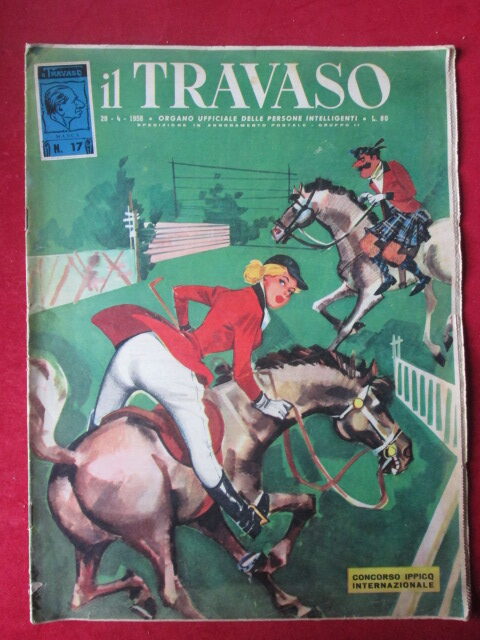 il TRAVASO
N. 17
il TRAVASO
28 - 4 - 1958 • ORGANO UFFICIALE DELLE PERSONE INTELLIGENTI • L. 80
SPEDIZIONE IN ABBONAMENTO POSTALE - GRUPPO II
CONCORSO IPPICO
INTERNAZIONALE